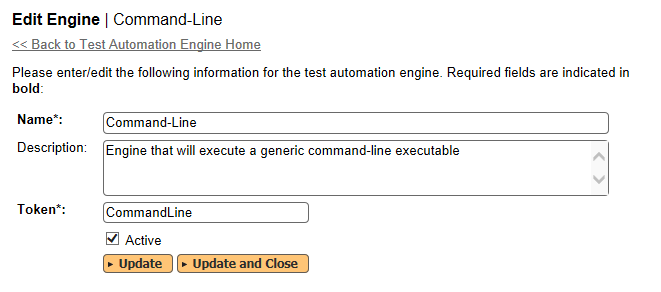 Edit Engine | Command-Line
<< Back to Test Automation Engine Home
Please enter/edit the following information for the test automation engine. Required fields are indicated in
bold:
Name*: Command-Line
Description: Engine that will execute a generic command-line executable
Token*: CommandLine
Active
Update Update and Close